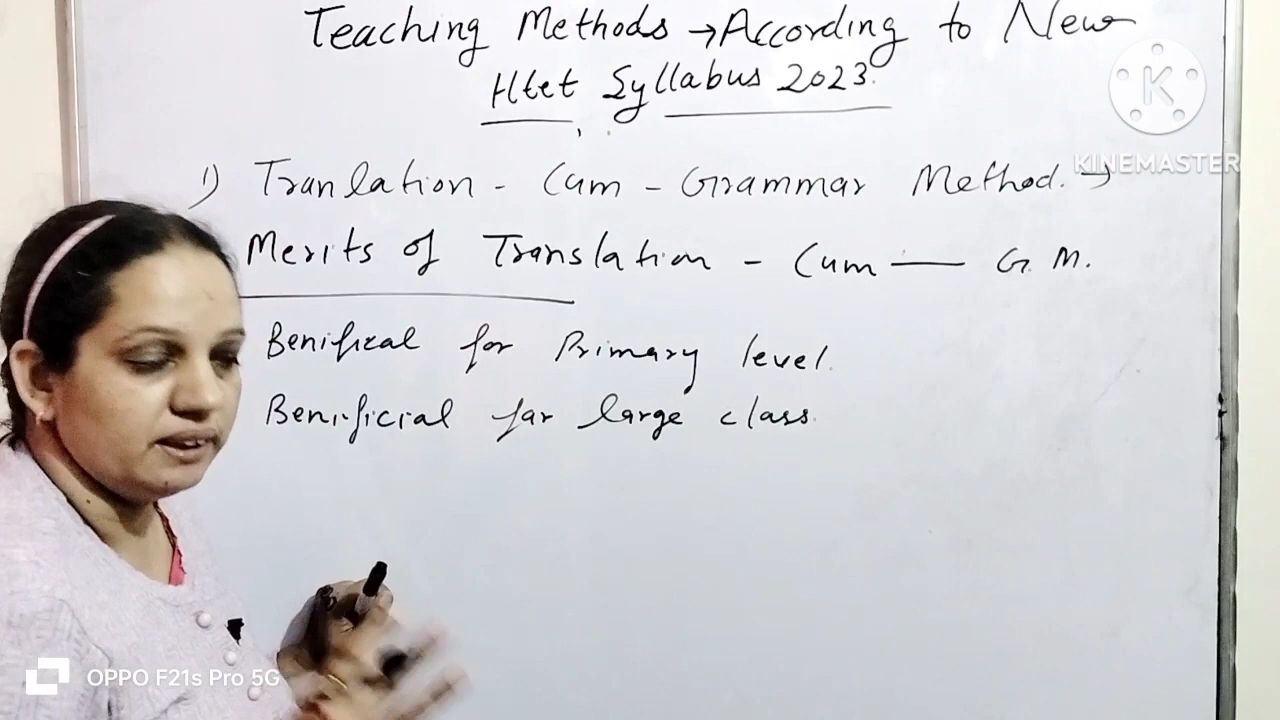 Teaching Methods → According to New
Htet Syllabus 2023.
1) Tranlation - Cum - Grammar Method. →
Merits of Translation - Cum — G. M.
Benifical for Primary level.
Benificial for large class.
K
KINEMASTER
OPPO F21s Pro 5G